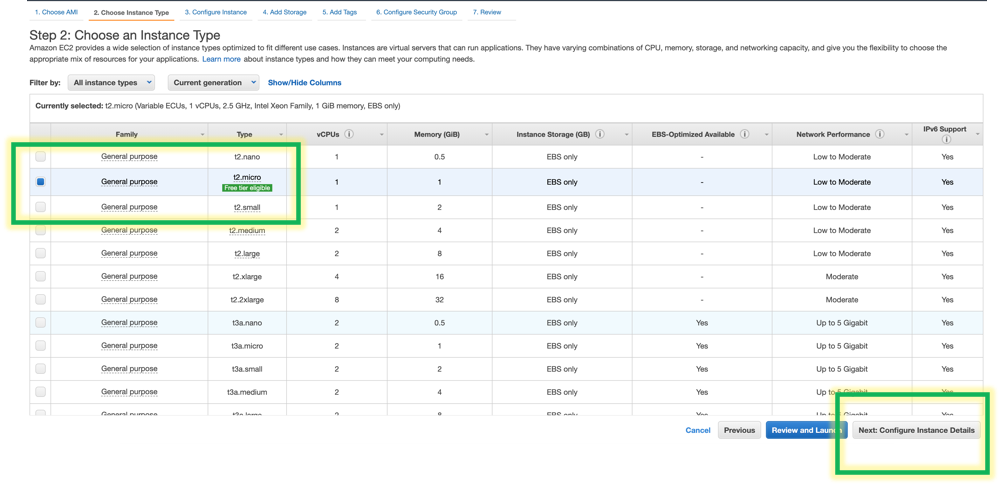 1. Choose AMI 2. Choose Instance Type 3. Configure Instance 4. Add Storage 5. Add Tags 6. Configure Security Group 7. Review
Step 2: Choose an Instance Type
Amazon EC2 provides a wide selection of instance types optimized to fit different use cases. Instances are virtual servers that can run applications. They have varying combinations of CPU, memory, storage, and networking capacity, and give you the flexibility to choose the
appropriate mix of resources for your applications. Learn more about instance types and how they can meet your computing needs.
Filter by: All instance types Current generation Show/Hide Columns
Currently selected: t2.micro (Variable ECUs, 1 vCPUs, 2.5 GHz, Intel Xeon Family, 1 GiB memory, EBS only)
Family Type vCPUs Memory (GiB) Instance Storage (GB) EBS-Optimized Available Network Performance IPv6 Support
General purpose t2.nano 1 0.5 EBS only - Low to Moderate Yes
General purpose t2.micro 1 1 EBS only - Low to Moderate Yes
Free tier eligible
General purpose t2.small 1 2 EBS only - Low to Moderate Yes
General purpose t2.medium 2 4 EBS only - Low to Moderate Yes
General purpose t2.large 2 8 EBS only - Low to Moderate Yes
General purpose t2.xlarge 4 16 EBS only - Moderate Yes
General purpose t2.2xlarge 8 32 EBS only - Moderate Yes
General purpose t3a.nano 2 0.5 EBS only Yes Up to 5 Gigabit Yes
General purpose t3a.micro 2 1 EBS only Yes Up to 5 Gigabit Yes
General purpose t3a.small 2 2 EBS only Yes Up to 5 Gigabit Yes
General purpose t3a.medium 2 4 EBS only Yes Up to 5 Gigabit Yes
General purpose t3a.large 2 8 EBS only Yes Up to 5 Gigabit Yes
Cancel Previous Review and Launch Next: Configure Instance Details